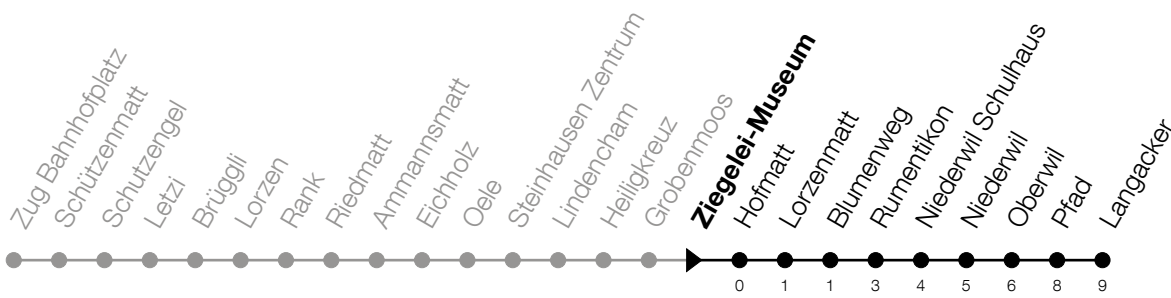 Zug Bahnhofplatz
Schützenmatt
Schutzengel
Letzi
Brüggli
Lorzen
Rank
Riedmatt
Ammannsmatt
Eichholz
Oele
Steinhausen Zentrum
Lindencham
Heiligkreuz
Grobenmoos
Ziegelei-Museum
Hofmatt
Lorzenmatt
Blumenweg
Rumentikon
Niederwil Schulhaus
Niederwil
Oberwil
Pfad
Langacker
0 1 1 3 4 5 6 8 9